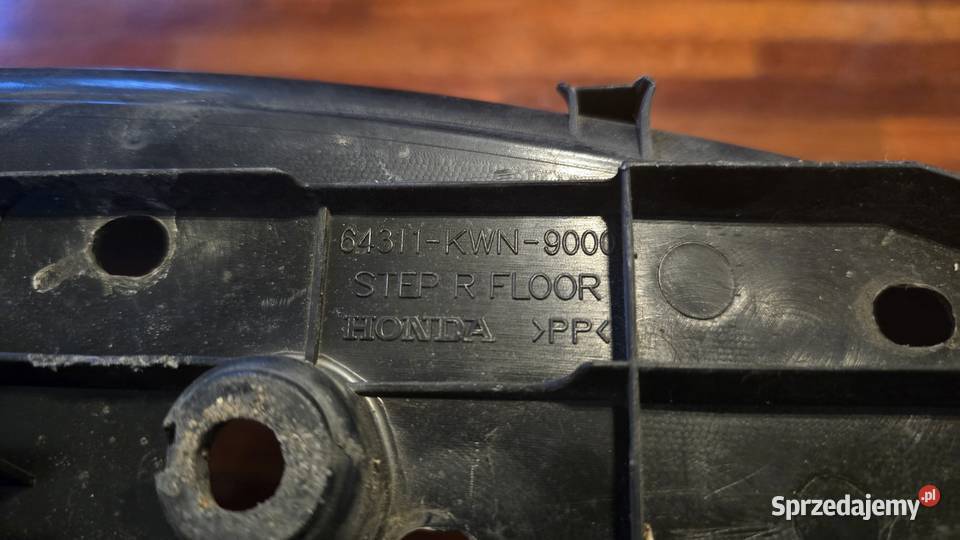 64311-KWN-9000
STEP R FLOOR
HONDA >PP<
Sprzedajemy.pl